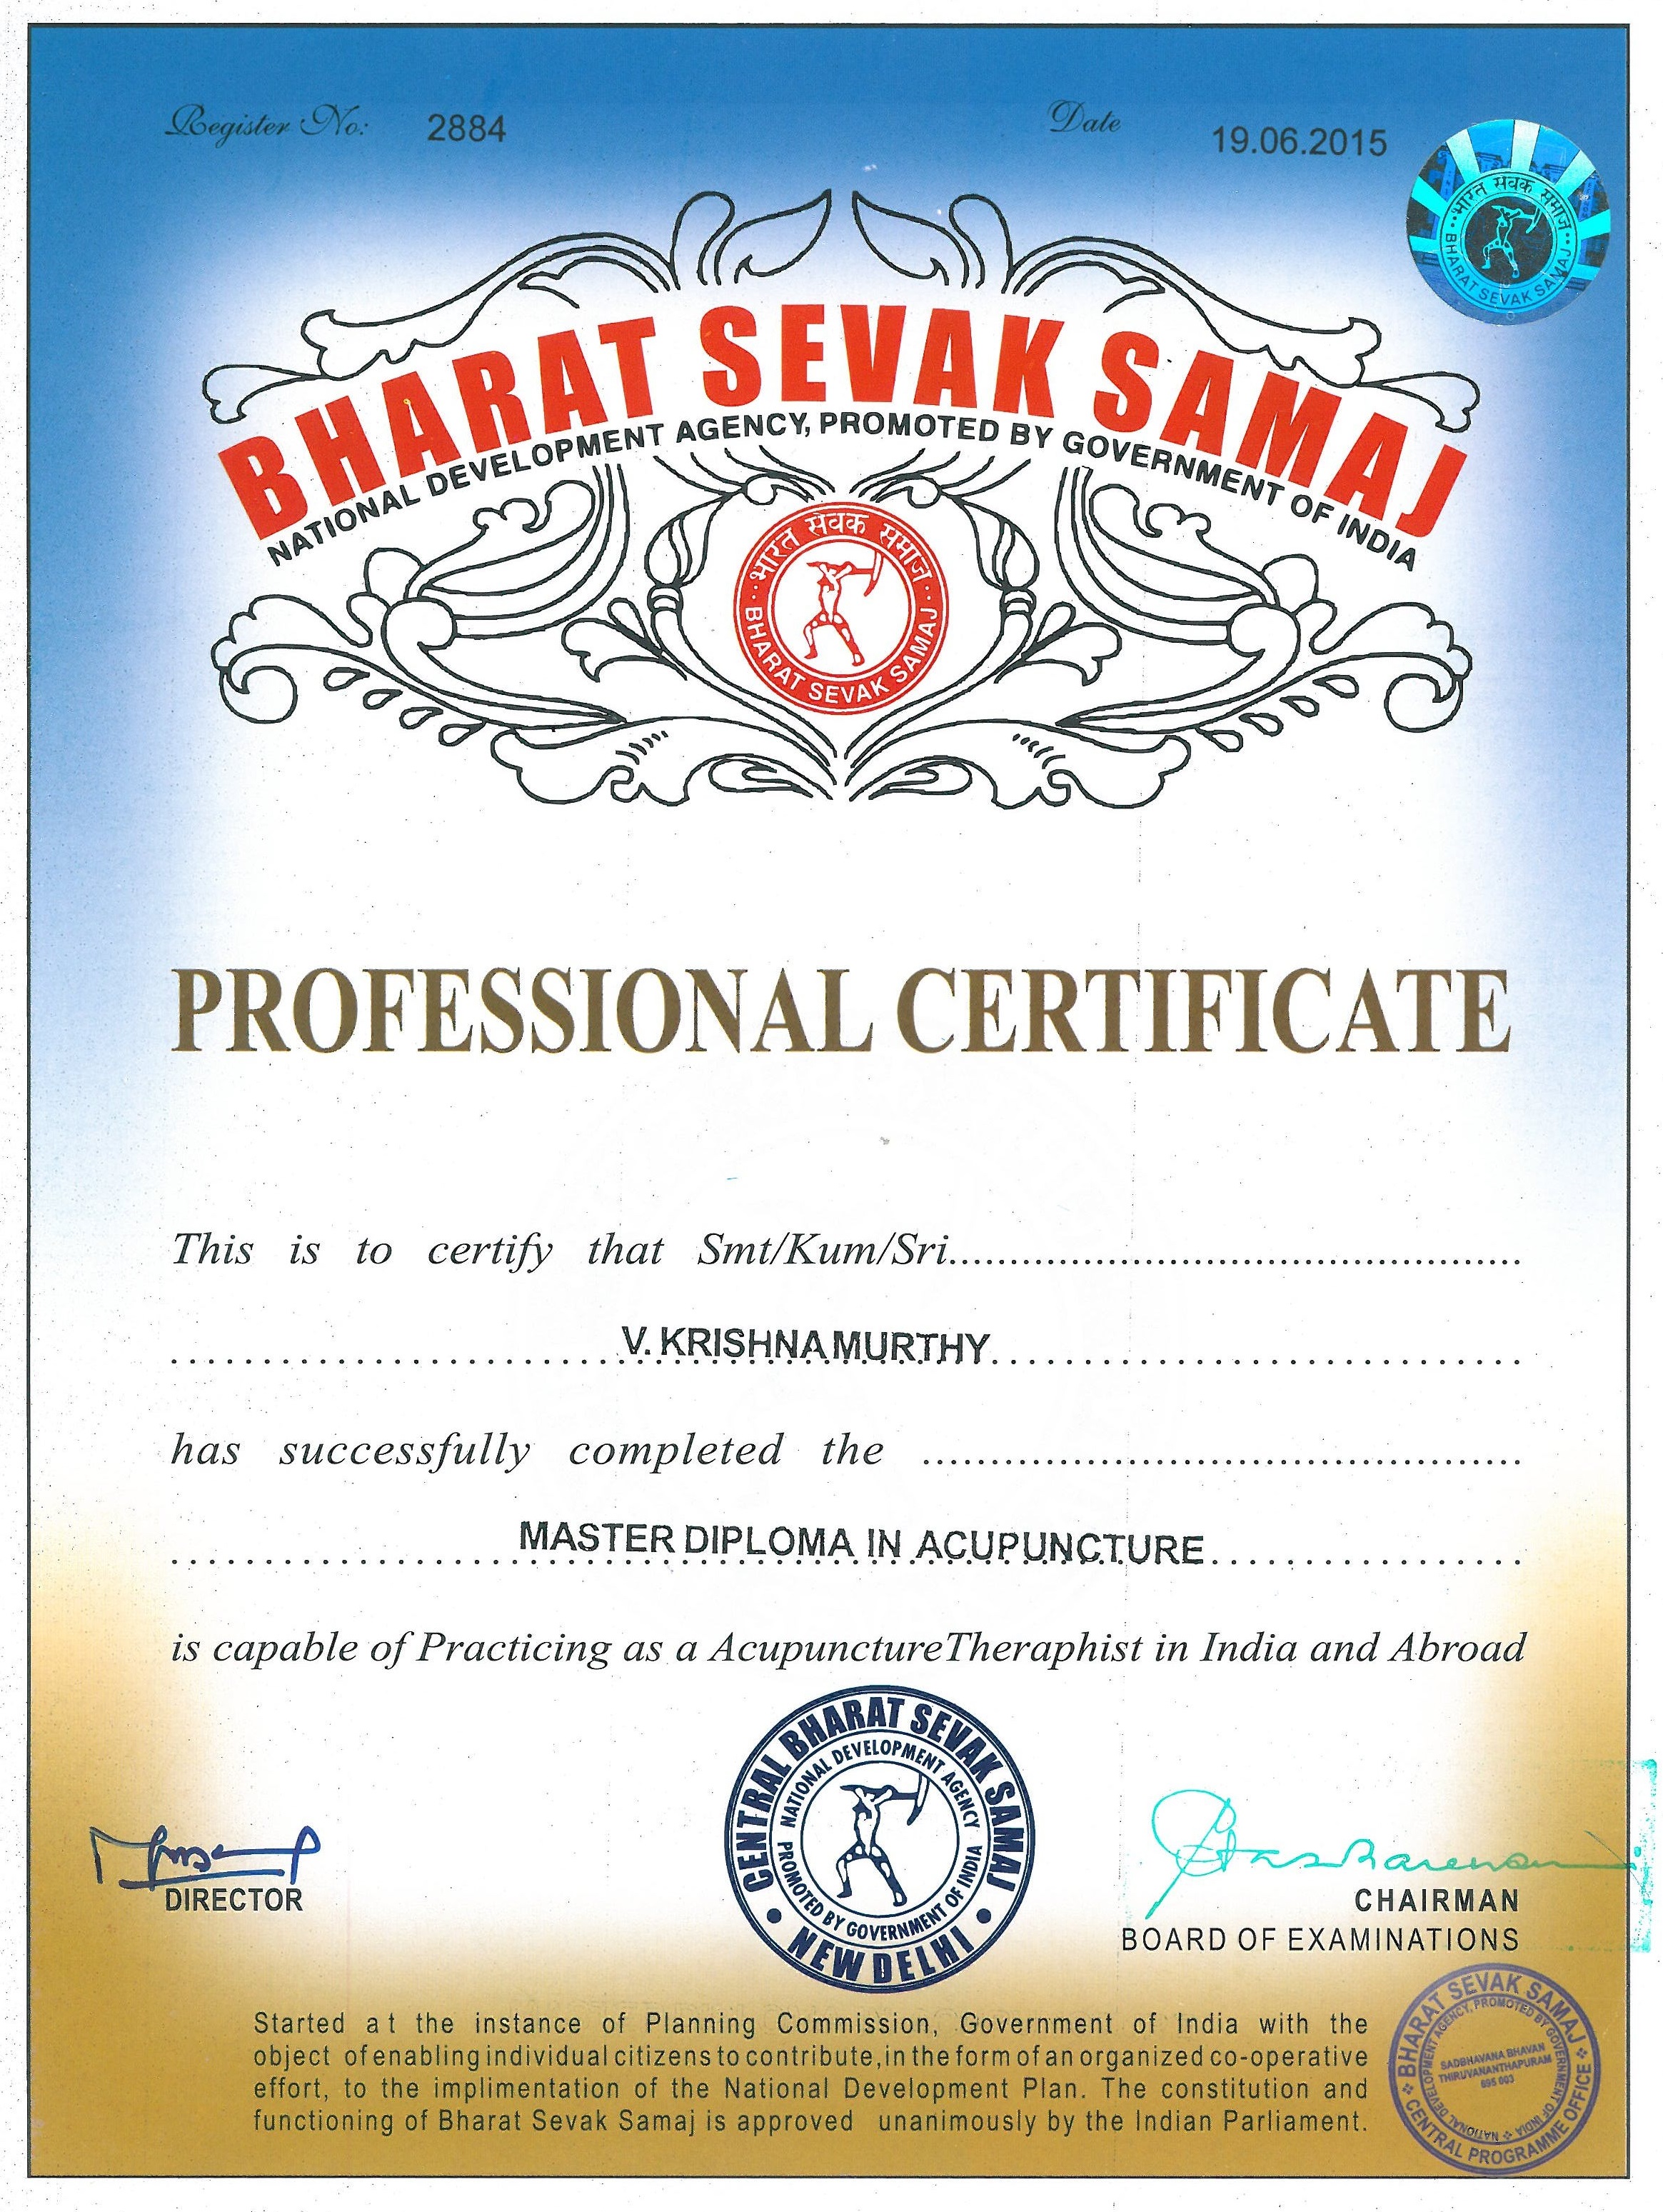 Register No: 2884 Date 19.06.2015
भारत सेवक समाज
BHARAT SEVAK SAMAJ
BHARAT SEVAK SAMAJ
NATIONAL DEVELOPMENT AGENCY, PROMOTED BY GOVERNMENT OF INDIA
भारत सेवक समाज
BHARAT SEVAK SAMAJ
PROFESSIONAL CERTIFICATE
This is to certify that Smt/Kum/Sri
V. KRISHNAMURTHY
has successfully completed the
MASTER DIPLOMA IN ACUPUNCTURE
is capable of Practicing as a Acupuncture Theraphist in India and Abroad
CENTRAL BHARAT SEVAK SAMAJ
NATIONAL DEVELOPMENT AGENCY
PROMOTED BY GOVERNMENT OF INDIA
NEW DELHI
DIRECTOR
CHAIRMAN
BOARD OF EXAMINATIONS
Started at the instance of Planning Commission, Government of India with the
object of enabling individual citizens to contribute, in the form of an organized co-operative
effort, to the implimentation of the National Development Plan. The constitution and
functioning of Bharat Sevak Samaj is approved unanimously by the Indian Parliament.
BHARAT SEVAK SAMAJ
NATIONAL DEVELOPMENT AGENCY, PROMOTED BY GOVERNMENT OF INDIA
SADBHAVANA BHAVAN
THIRUVANANTHAPURAM
695 003
CENTRAL PROGRAMME OFFICE